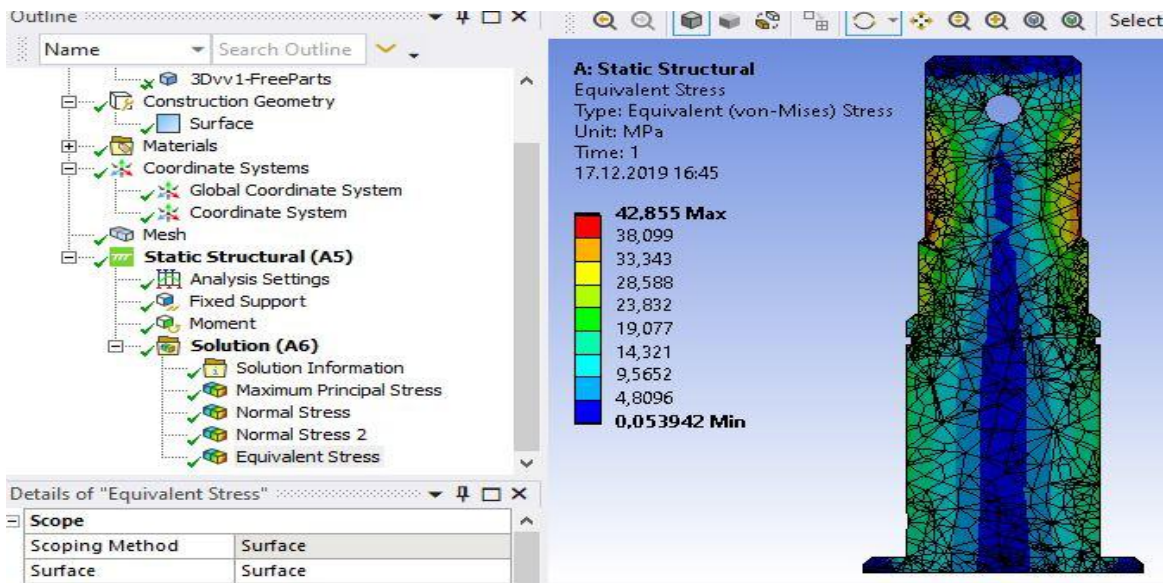 Outline
Name
Search Outline
3Dvv1-FreeParts
Construction Geometry
Surface
Materials
Coordinate Systems
Global Coordinate System
Coordinate System
Mesh
Static Structural (A5)
Analysis Settings
Fixed Support
Moment
Solution (A6)
Solution Information
Maximum Principal Stress
Normal Stress
Normal Stress 2
Equivalent Stress
Details of "Equivalent Stress"
Scope
Scoping Method Surface
Surface Surface
Select
A: Static Structural
Equivalent Stress
Type: Equivalent (von-Mises) Stress
Unit: MPa
Time: 1
17.12.2019 16:45
42,855 Max
38,099
33,343
28,588
23,832
19,077
14,321
9,5652
4,8096
0,053942 Min